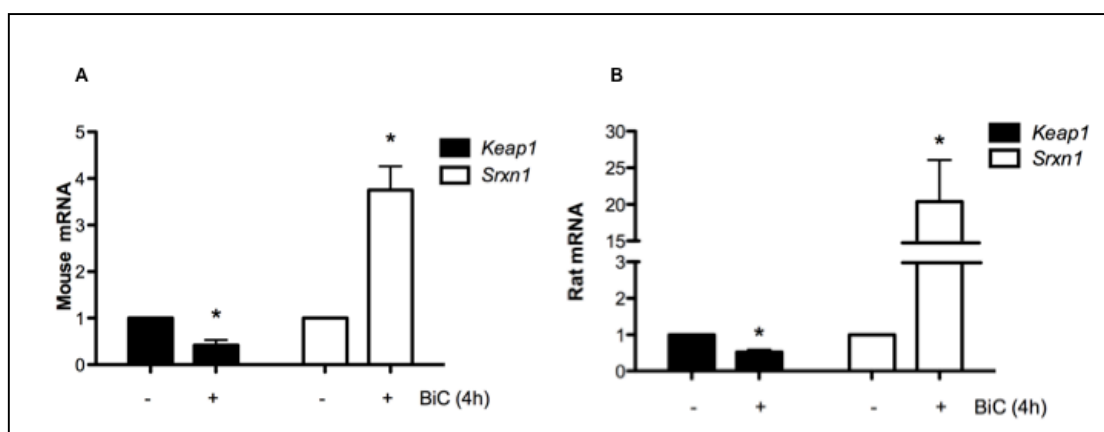 A
Mouse mRNA
5
4
3
2
1
0
*
*
Keap1
Srxn1
- + - + BiC (4h)
B
Rat mRNA
30
25
20
15
3
2
1
0
*
*
Keap1
Srxn1
- + - + BiC (4h)